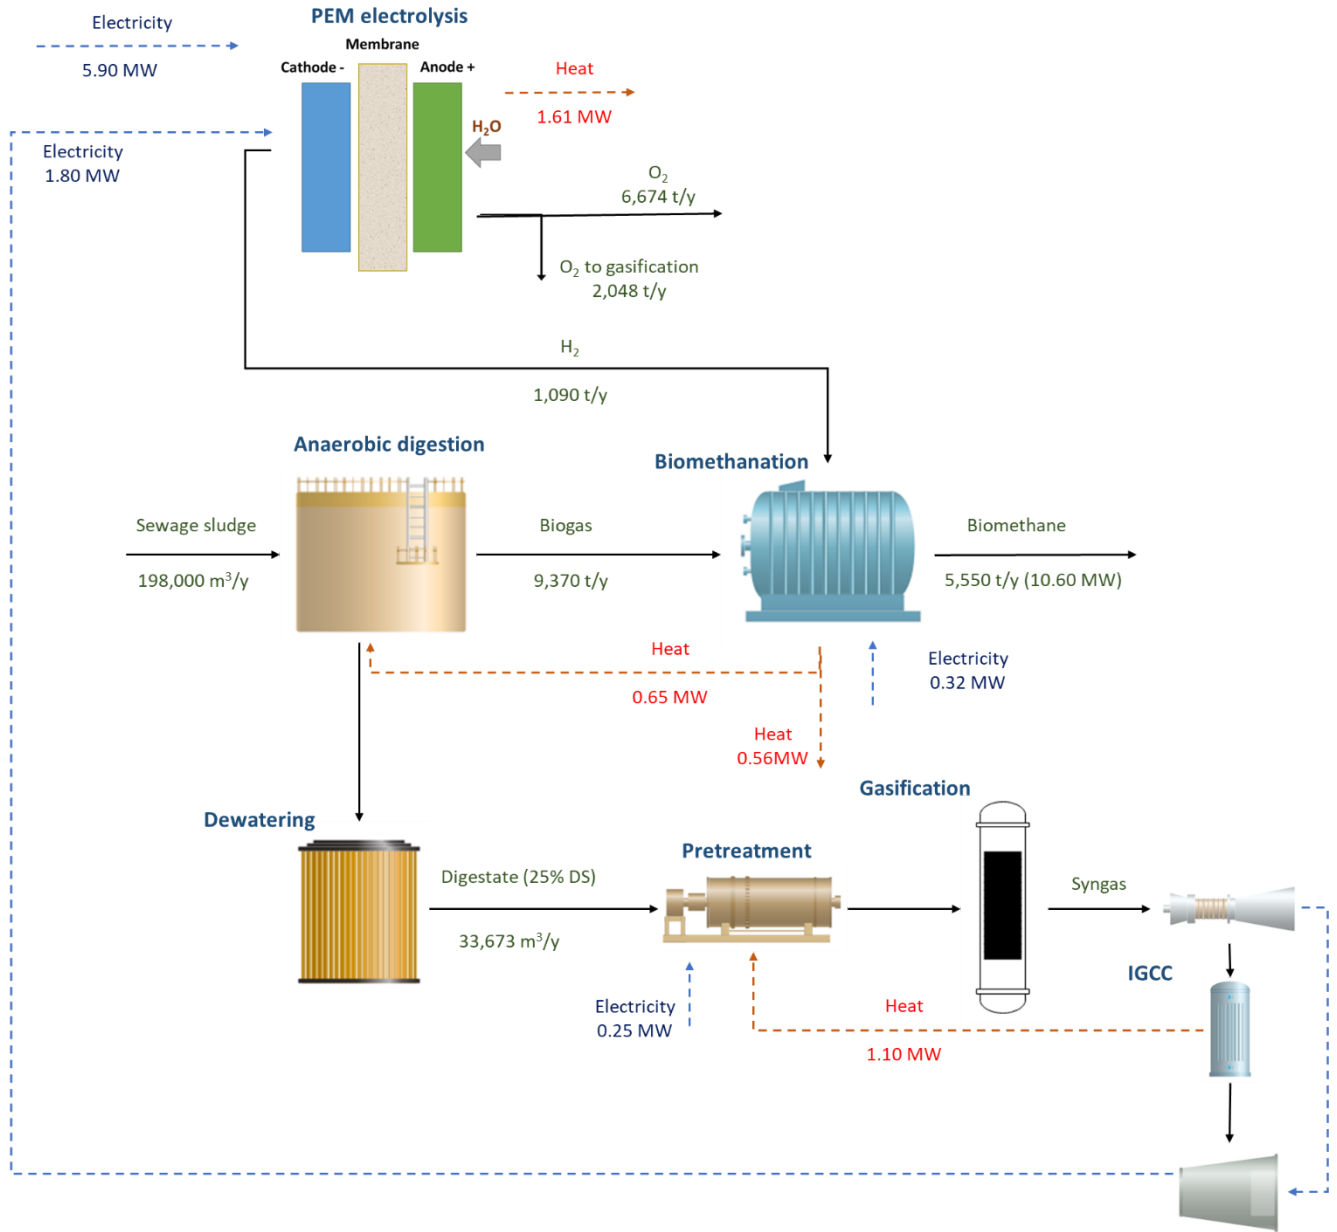 PEM electrolysis
Electricity
5.90 MW
Membrane
Cathode -
Anode +
Heat
1.61 MW
H₂O
Electricity
1.80 MW
O₂
6,674 t/y
O₂ to gasification
2,048 t/y
H₂
1,090 t/y
Anaerobic digestion
Biomethanation
Sewage sludge
198,000 m³/y
Biogas
9,370 t/y
Biomethane
5,550 t/y (10.60 MW)
Heat
0.65 MW
Electricity
0.32 MW
Heat
0.56MW
Gasification
Dewatering
Pretreatment
Digestate (25% DS)
33,673 m³/y
Syngas
IGCC
Electricity
0.25 MW
Heat
1.10 MW